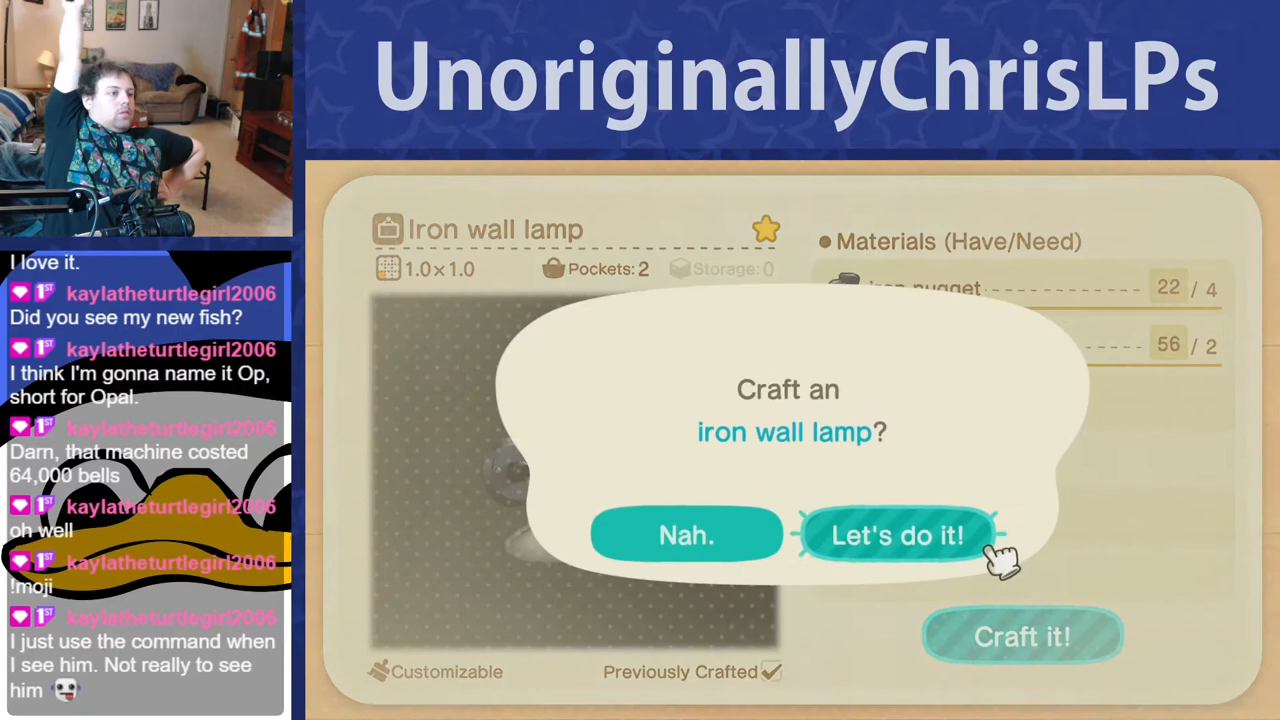 UnoriginallyChrisLPs
I love it.
kaylatheturtlegirl2006
Did you see my new fish?
kaylatheturtlegirl2006
I think I'm gonna name it Op,
short for Opal.
kaylatheturtlegirl2006
Darn, that machine costed
64,000 bells
kaylatheturtlegirl2006
oh well
kaylatheturtlegirl2006
!moji
kaylatheturtlegirl2006
I just use the command when
I see him. Not really to see
him 👻
Iron wall lamp
1.0×1.0 Pockets: 2 Storage: 0
Materials (Have/Need)
iron nugget 22 / 4
56 / 2
Craft an
iron wall lamp?
Nah. Let's do it!
Craft it!
Customizable Previously Crafted